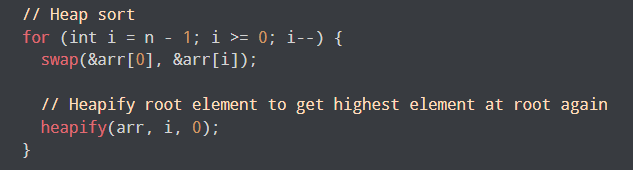 // Heap sort
for (int i = n - 1; i >= 0; i--) {
swap(&arr[0], &arr[i]);
// Heapify root element to get highest element at root again
heapify(arr, i, 0);
}